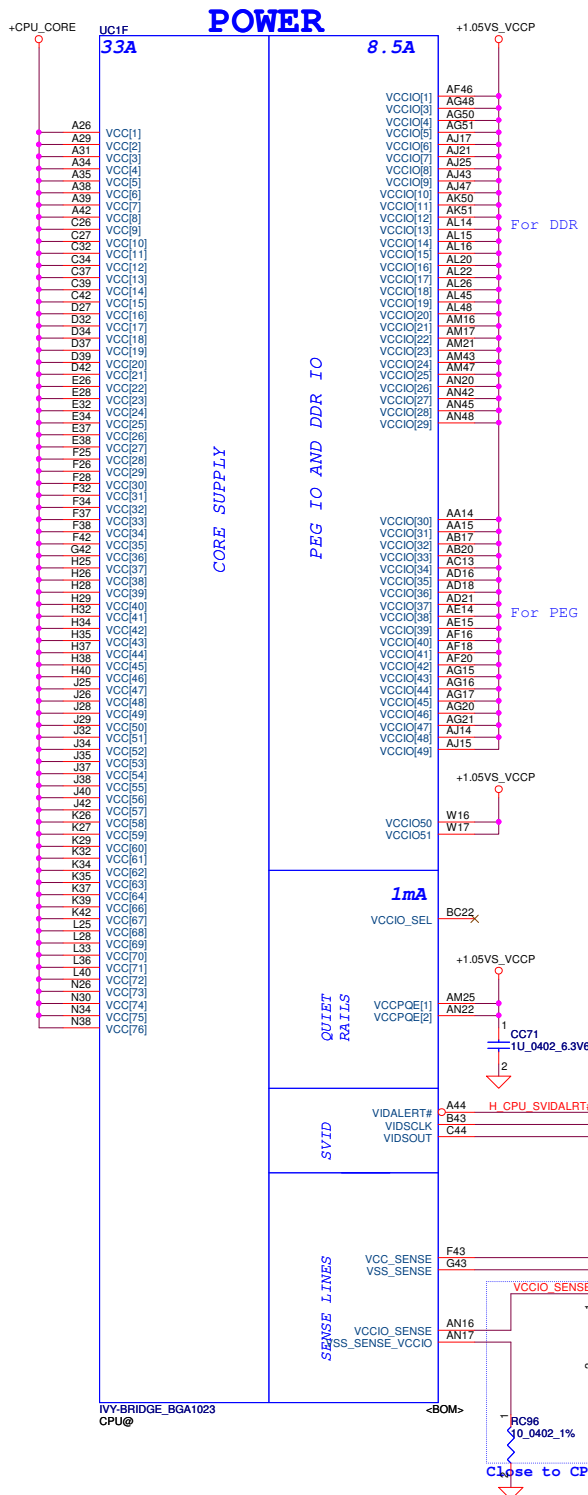 POWER
+CPU_CORE
UC1F
+1.05VS_VCCP
33A
8.5A
A26 VCC[1]
A29 VCC[2]
A31 VCC[3]
A34 VCC[4]
A35 VCC[5]
A38 VCC[6]
A39 VCC[7]
A42 VCC[8]
C26 VCC[9]
C27 VCC[10]
C32 VCC[11]
C34 VCC[12]
C37 VCC[13]
C39 VCC[14]
C42 VCC[15]
D27 VCC[16]
D32 VCC[17]
D34 VCC[18]
D37 VCC[19]
D39 VCC[20]
D42 VCC[21]
E26 VCC[22]
E28 VCC[23]
E32 VCC[24]
E34 VCC[25]
E37 VCC[26]
E38 VCC[27]
F25 VCC[28]
F26 VCC[29]
F28 VCC[30]
F32 VCC[31]
F34 VCC[32]
F37 VCC[33]
F38 VCC[34]
F42 VCC[35]
G42 VCC[36]
H25 VCC[37]
H26 VCC[38]
H28 VCC[39]
H29 VCC[40]
H32 VCC[41]
H34 VCC[42]
H35 VCC[43]
H37 VCC[44]
H38 VCC[45]
H40 VCC[46]
J25 VCC[47]
J26 VCC[48]
J28 VCC[49]
J29 VCC[50]
J32 VCC[51]
J34 VCC[52]
J35 VCC[53]
J37 VCC[54]
J38 VCC[55]
J40 VCC[56]
J42 VCC[57]
K26 VCC[58]
K27 VCC[59]
K29 VCC[60]
K32 VCC[61]
K34 VCC[62]
K35 VCC[63]
K37 VCC[64]
K39 VCC[66]
K42 VCC[67]
L25 VCC[68]
L28 VCC[69]
L33 VCC[70]
L36 VCC[71]
L40 VCC[72]
N26 VCC[73]
N30 VCC[74]
N34 VCC[75]
N38 VCC[76]
CORE SUPPLY
PEG IO AND DDR IO
VCCIO[1] AF46
VCCIO[3] AG48
VCCIO[4] AG50
VCCIO[5] AG51
VCCIO[6] AJ17
VCCIO[7] AJ21
VCCIO[8] AJ25
VCCIO[9] AJ43
VCCIO[10] AJ47
VCCIO[11] AK50
VCCIO[12] AK51
VCCIO[13] AL14
VCCIO[14] AL15
VCCIO[15] AL16
VCCIO[16] AL20
VCCIO[17] AL22
VCCIO[18] AL26
VCCIO[19] AL45
VCCIO[20] AL48
VCCIO[21] AM16
VCCIO[22] AM17
VCCIO[23] AM21
VCCIO[24] AM43
VCCIO[25] AM47
VCCIO[26] AN20
VCCIO[27] AN42
VCCIO[28] AN45
VCCIO[29] AN48
For DDR
VCCIO[30] AA14
VCCIO[31] AA15
VCCIO[32] AB17
VCCIO[33] AB20
VCCIO[34] AC13
VCCIO[35] AD16
VCCIO[36] AD18
VCCIO[37] AD21
VCCIO[38] AE14
VCCIO[39] AE15
VCCIO[40] AF16
VCCIO[41] AF18
VCCIO[42] AF20
VCCIO[43] AG15
VCCIO[44] AG16
VCCIO[45] AG17
VCCIO[46] AG20
VCCIO[47] AG21
VCCIO[48] AJ14
VCCIO[49] AJ15
For PEG
+1.05VS_VCCP
VCCIO50 W16
VCCIO51 W17
1mA
VCCIO_SEL BC22
+1.05VS_VCCP
QUIET
RAILS
VCCPQE[1] AM25
VCCPQE[2] AN22
1
CC71
1U_0402_6.3V6
2
SVID
VIDALERT# A44 H_CPU_SVIDALRT#
VIDSCLK B43
VIDSOUT C44
SENSE LINES
VCC_SENSE F43
VSS_SENSE G43
VCCIO_SENSE
VCCIO_SENSE AN16
VSS_SENSE_VCCIO AN17
IVY-BRIDGE_BGA1023
CPU@
<BOM>
1
RC96
10_0402_1%
2
Close to CP